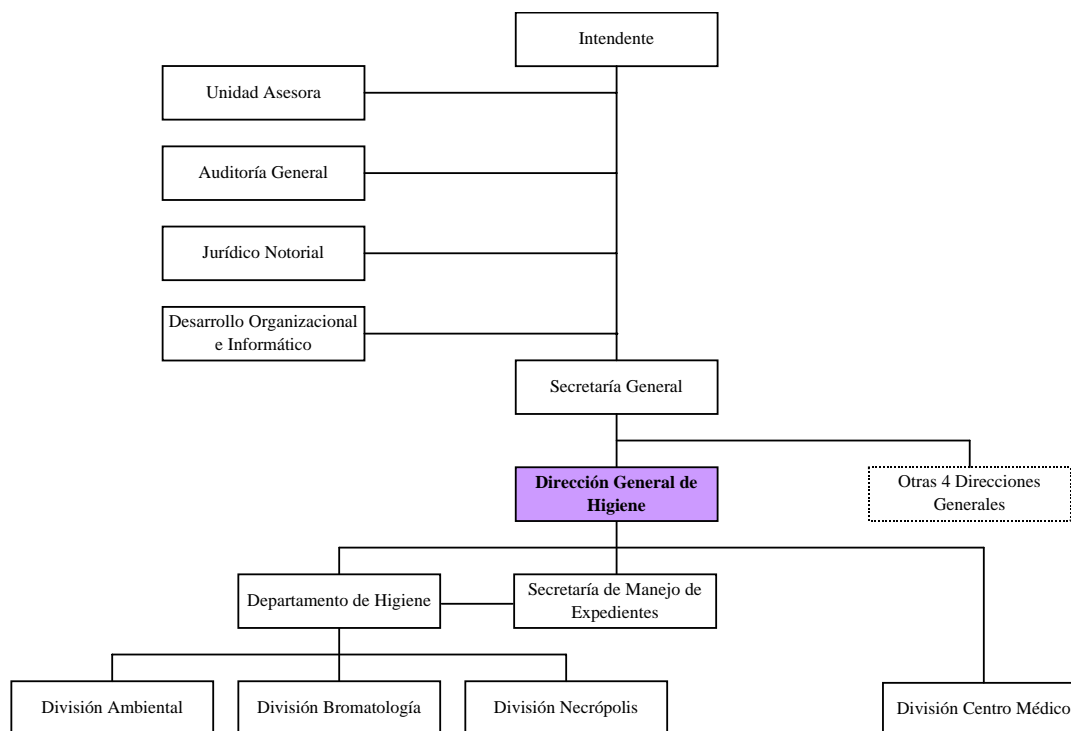 Intendente
Unidad Asesora
Auditoría General
Jurídico Notorial
Desarrollo Organizacional
e Informático
Secretaría General
Dirección General de
Higiene
Otras 4 Direcciones
Generales
Departamento de Higiene
Secretaría de Manejo de
Expedientes
División Ambiental
División Bromatología
División Necrópolis
División Centro Médico